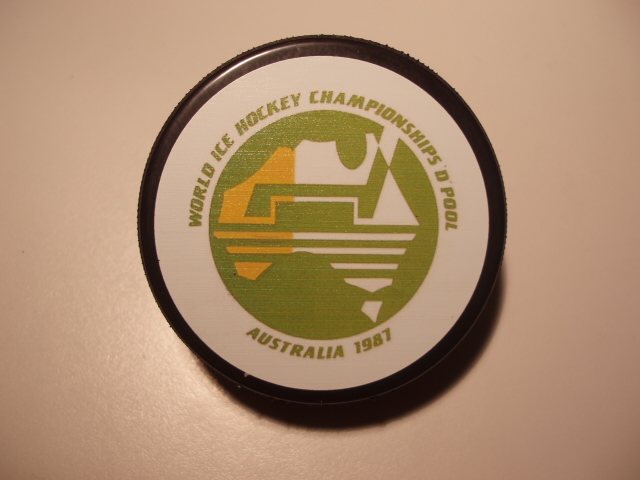 WORLD ICE HOCKEY CHAMPIONSHIPS 'D' POOL
AUSTRALIA 1987